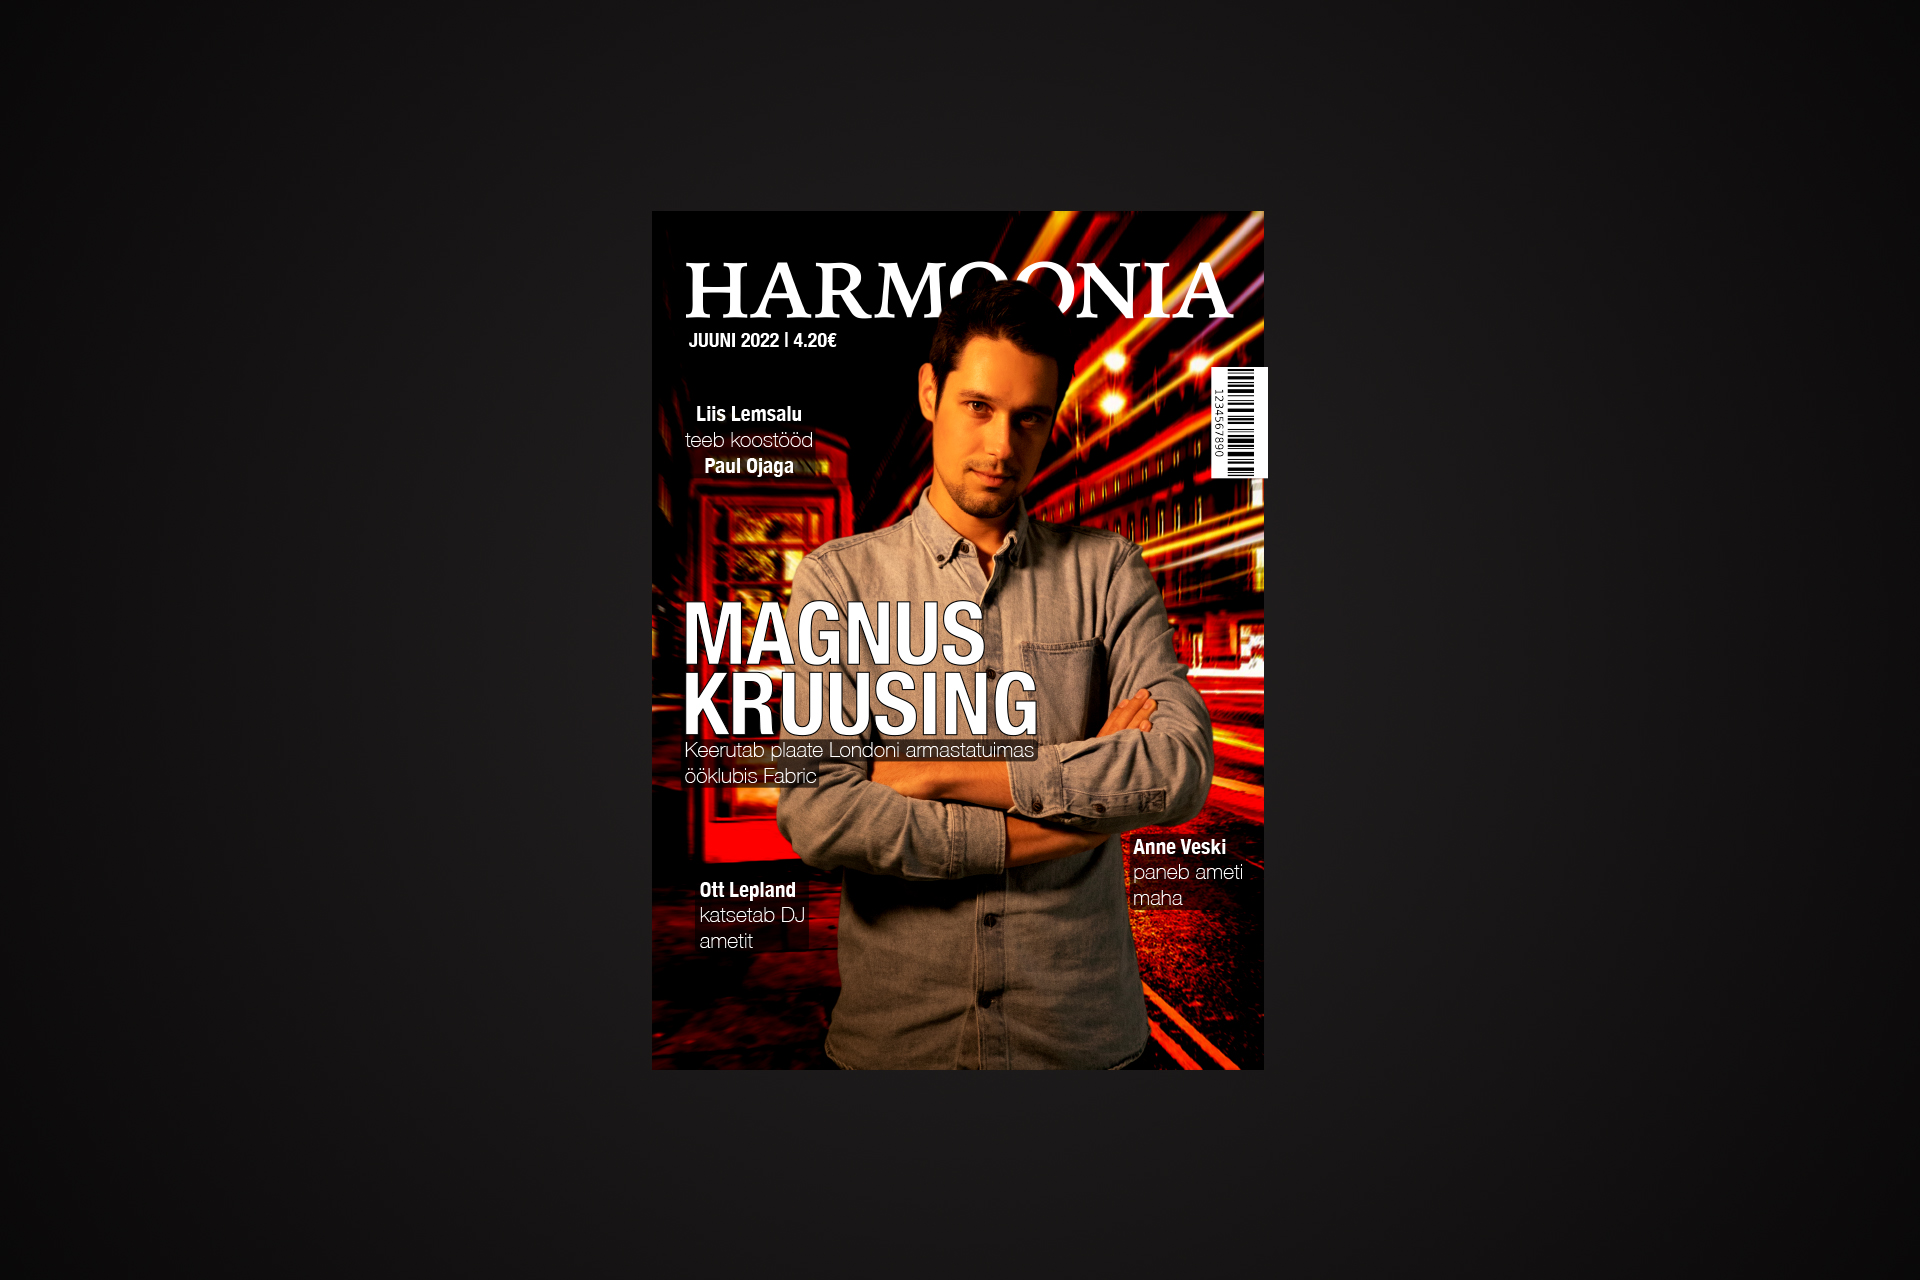 HARMOONIA
JUUNI 2022 | 4.20€
1234567890
Liis Lemsalu
teeb koostööd
Paul Ojaga
MAGNUS
KRUUSING
Keerutab plaate Londoni armastatuimas
ööklubis Fabric
Anne Veski
paneb ameti
maha
Ott Lepland
katsetab DJ
ametit